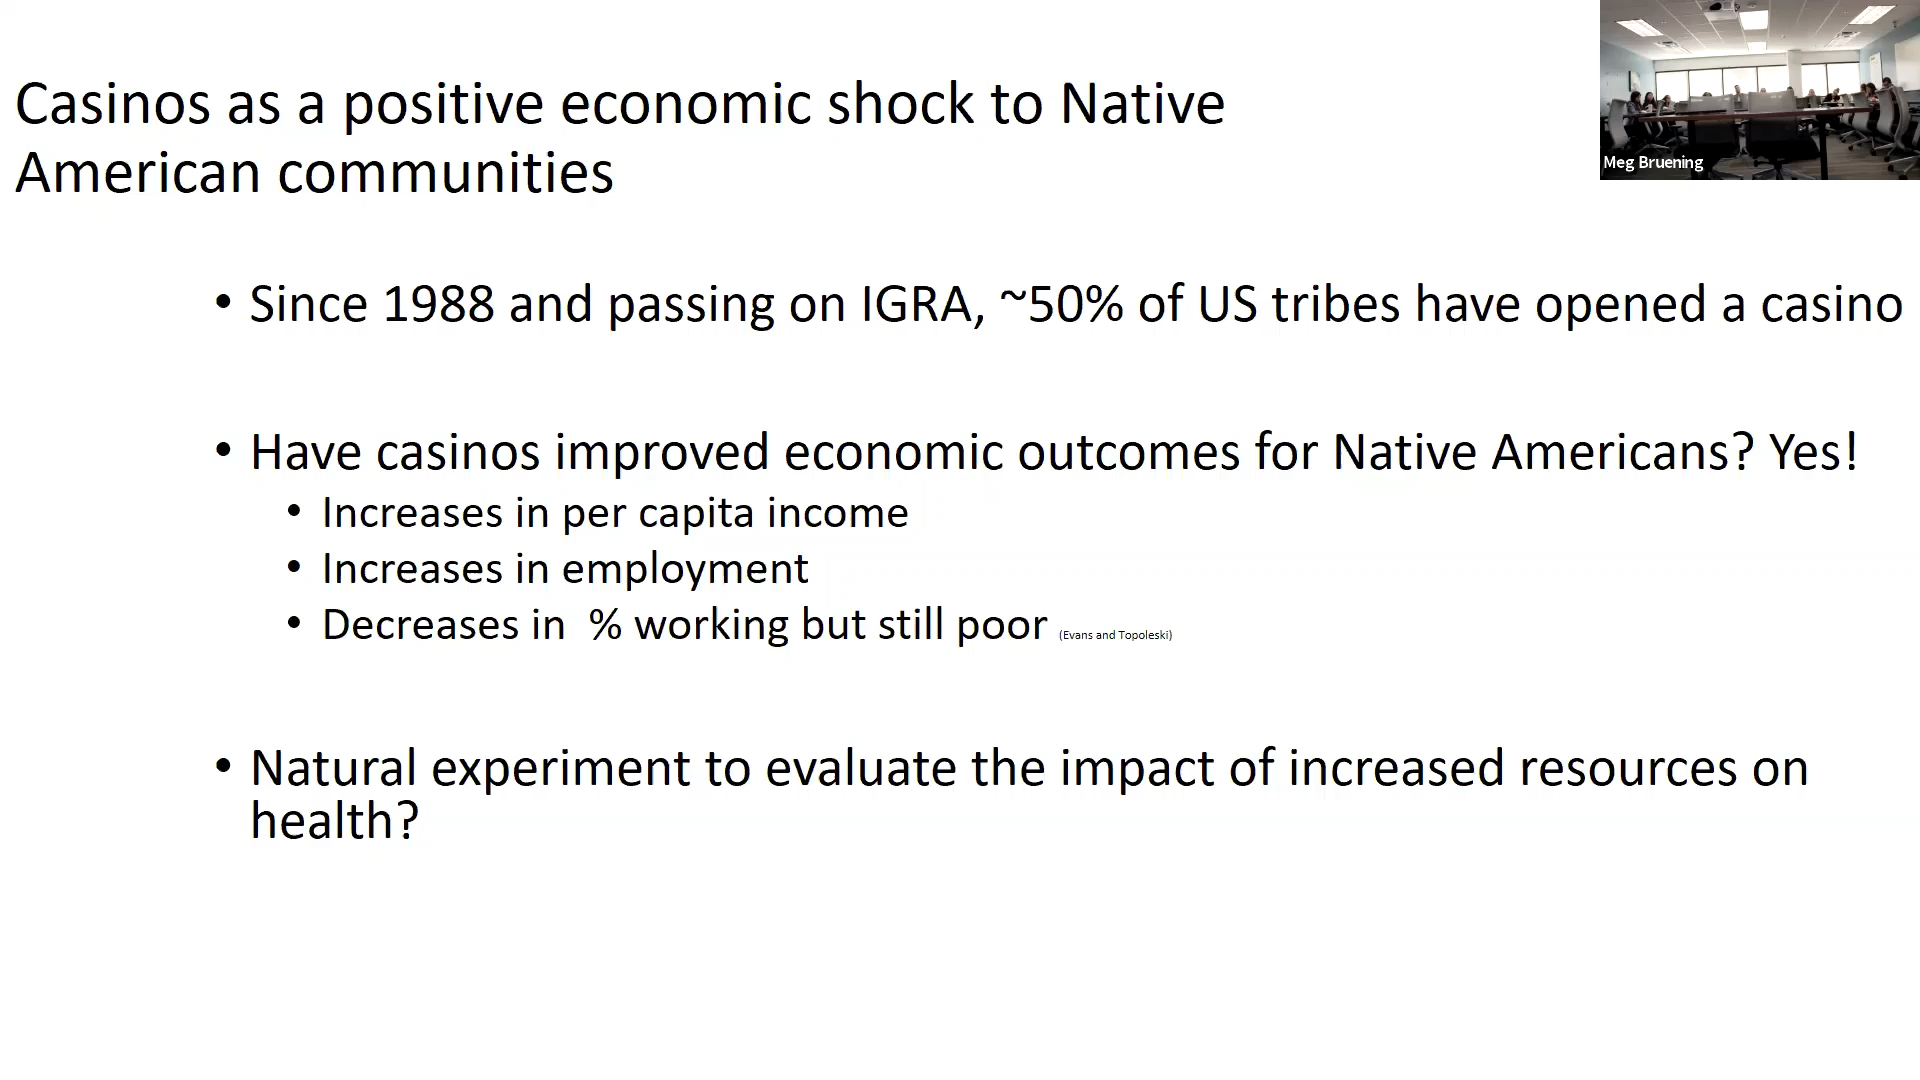 Casinos as a positive economic shock to Native
American communities
Meg Bruening
• Since 1988 and passing on IGRA, ~50% of US tribes have opened a casino
• Have casinos improved economic outcomes for Native Americans? Yes!
• Increases in per capita income
• Increases in employment
• Decreases in % working but still poor (Evans and Topoleski)
• Natural experiment to evaluate the impact of increased resources on
health?